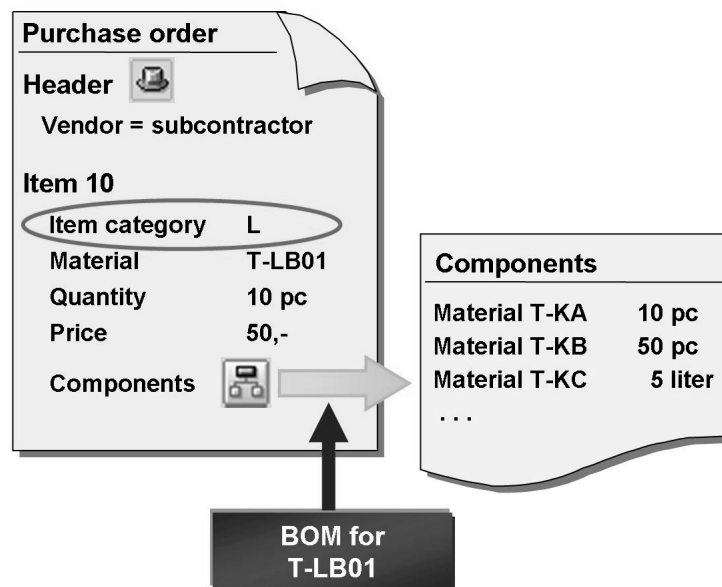 Purchase order
Header
Vendor = subcontractor
Item 10
Item category L
Material T-LB01
Quantity 10 pc
Price 50,-
Components
Components
Material T-KA 10 pc
Material T-KB 50 pc
Material T-KC 5 liter
. . .
BOM for
T-LB01